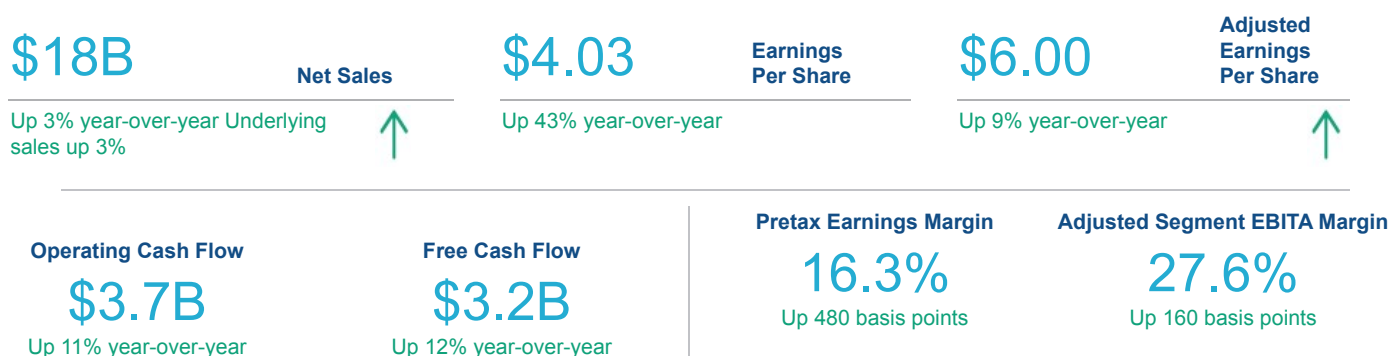 $18B
Net Sales
Up 3% year-over-year Underlying
sales up 3%
$4.03
Earnings
Per Share
Up 43% year-over-year
$6.00
Adjusted
Earnings
Per Share
Up 9% year-over-year
Operating Cash Flow
$3.7B
Up 11% year-over-year
Free Cash Flow
$3.2B
Up 12% year-over-year
Pretax Earnings Margin
16.3%
Up 480 basis points
Adjusted Segment EBITA Margin
27.6%
Up 160 basis points